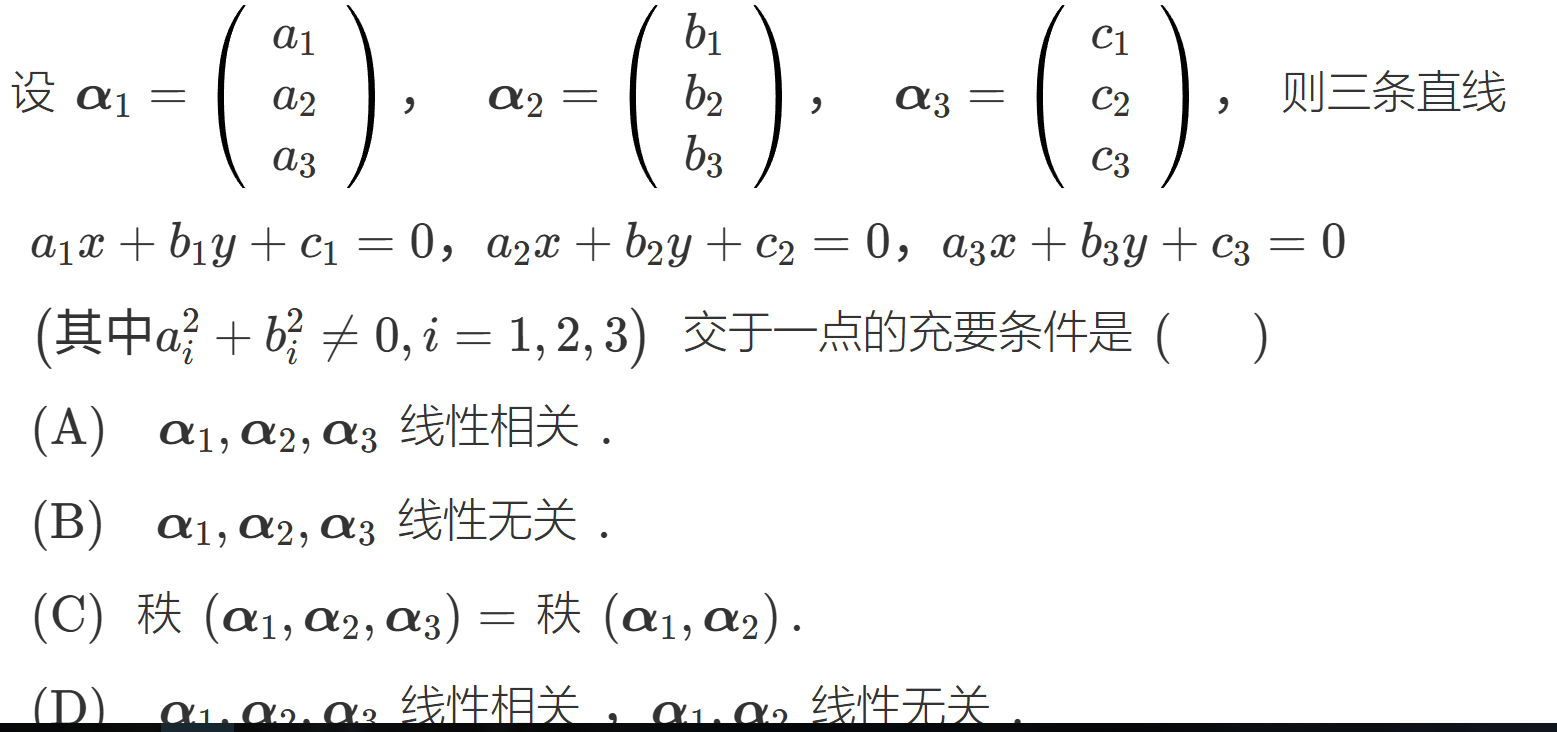 设 α₁ = (a₁ a₂ a₃), α₂ = (b₁ b₂ b₃), α₃ = (c₁ c₂ c₃), 则三条直线
a₁x + b₁y + c₁ = 0, a₂x + b₂y + c₂ = 0, a₃x + b₃y + c₃ = 0
(其中aᵢ² + bᵢ² ≠ 0, i = 1, 2, 3) 交于一点的充要条件是 ( )
(A) α₁, α₂, α₃ 线性相关 .
(B) α₁, α₂, α₃ 线性无关 .
(C) 秩 (α₁, α₂, α₃) = 秩 (α₁, α₂) .
(D) α₁, α₂, α₃ 线性相关 , α₁, α₂ 线性无关 .